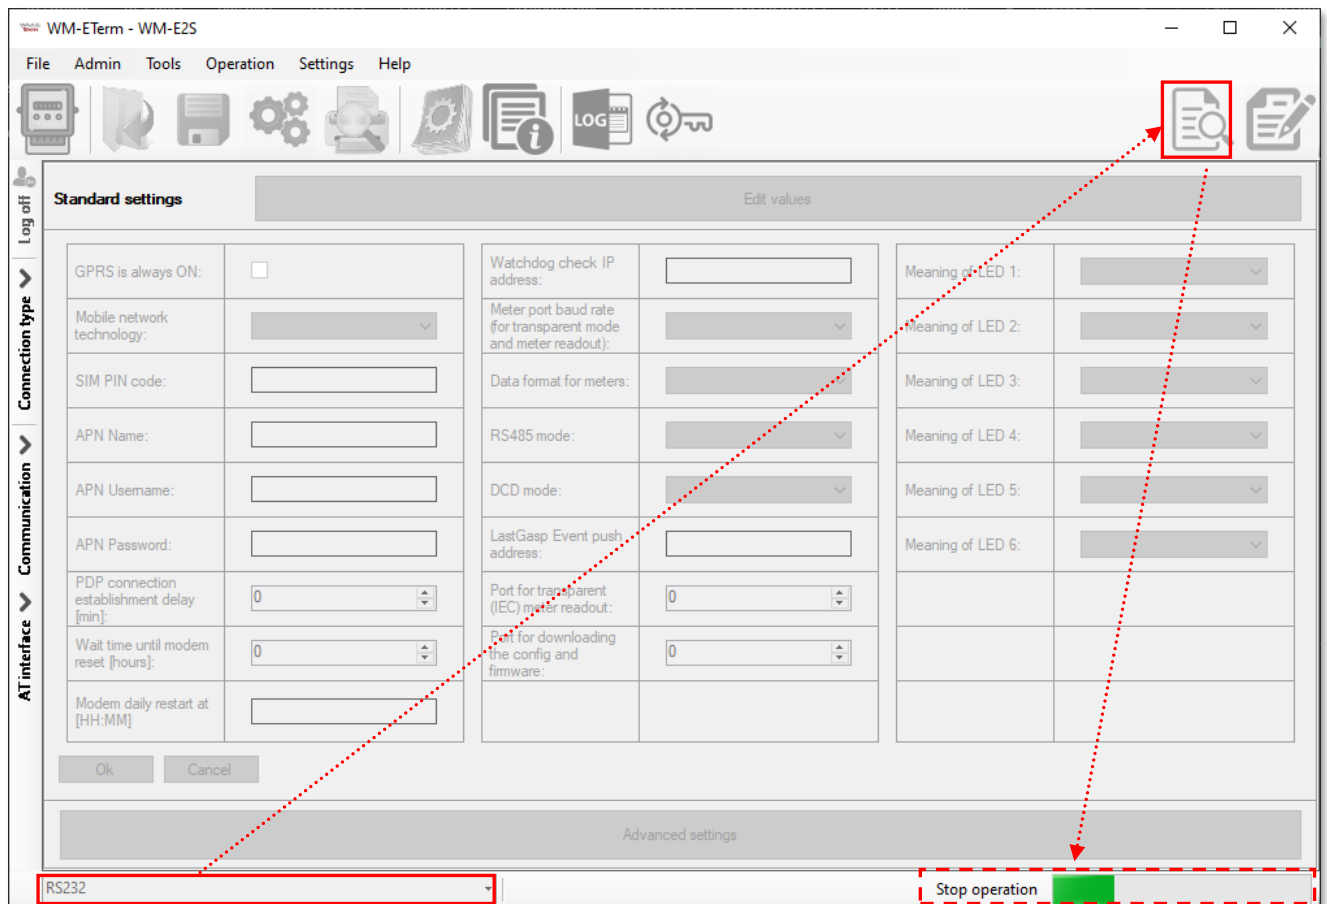 WM-E Term WM-ETerm - WM-E2S
File Admin Tools Operation Settings Help
LOG
Log off
Connection type
Communication
AT interface
Standard settings
Edit values
GPRS is always ON:
Mobile network
technology:
SIM PIN code:
APN Name:
APN Username:
APN Password:
PDP connection
establishment delay
[min]:
0
Wait time until modem
reset [hours]:
0
Modem daily restart at
[HH:MM]
Watchdog check IP
address:
Meter port baud rate
(for transparent mode
and meter readout):
Data format for meters:
RS485 mode:
DCD mode:
LastGasp Event push
address:
Port for transparent
(IEC) meter readout:
0
Port for downloading
the config and
firmware:
0
Meaning of LED 1:
Meaning of LED 2:
Meaning of LED 3:
Meaning of LED 4:
Meaning of LED 5:
Meaning of LED 6:
Ok
Cancel
Advanced settings
RS232
Stop operation